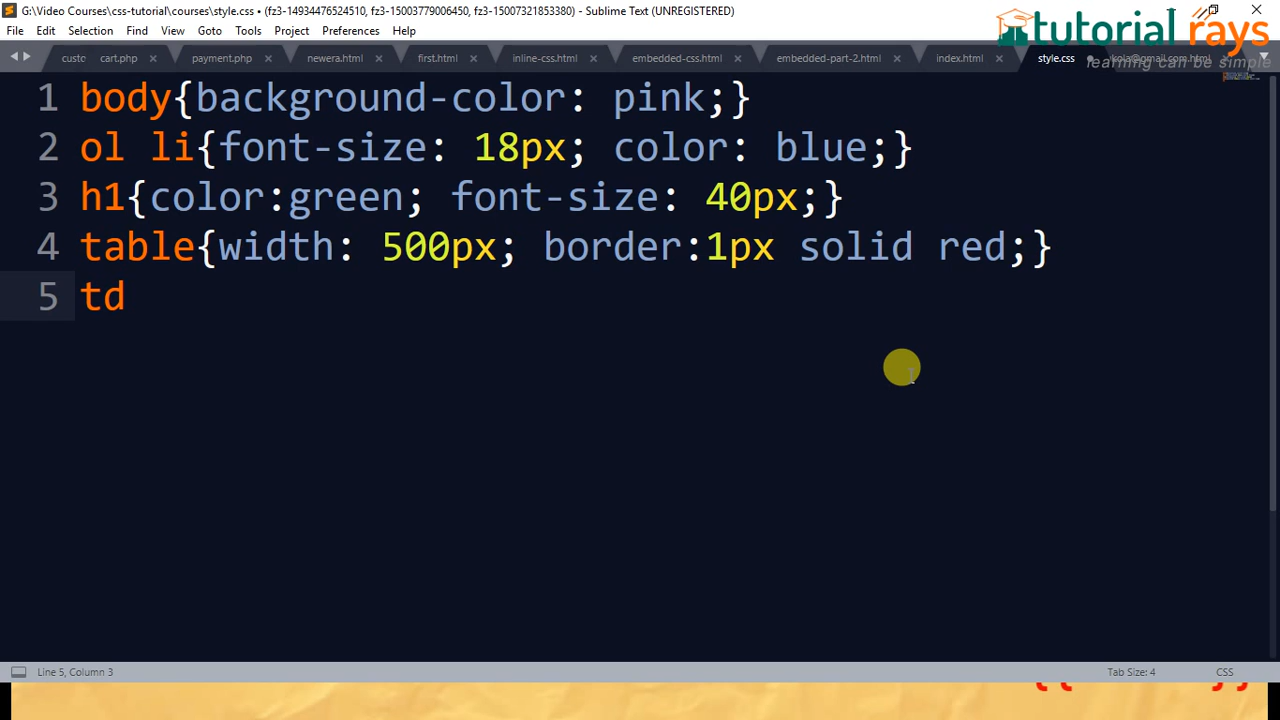 G:\Video Courses\css-tutorial\courses\style.css • (fz3-14934476524510, fz3-15003779006450, fz3-15007321853380) - Sublime Text (UNREGISTERED)
tutorial rays
learning can be simple
File Edit Selection Find View Goto Tools Project Preferences Help
custo cart.php payment.php newera.html first.html inline-css.html embedded-css.html embedded-part-2.html index.html style.css
1 body{background-color: pink;}
2 ol li{font-size: 18px; color: blue;}
3 h1{color:green; font-size: 40px;}
4 table{width: 500px; border:1px solid red;}
5 td
Line 5, Column 3 Tab Size: 4 CSS